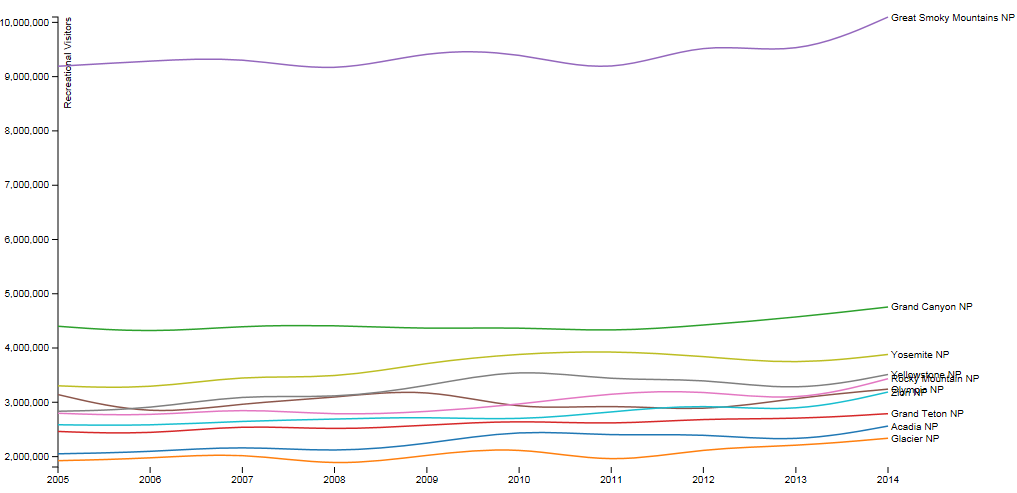 10,000,000
9,000,000
8,000,000
7,000,000
6,000,000
5,000,000
4,000,000
3,000,000
2,000,000
Recreational Visitors
Great Smoky Mountains NP
Grand Canyon NP
Yosemite NP
Yellowstone NP
Rocky Mountain NP
Olympic NP
Zion NP
Grand Teton NP
Acadia NP
Glacier NP
2005 2006 2007 2008 2009 2010 2011 2012 2013 2014